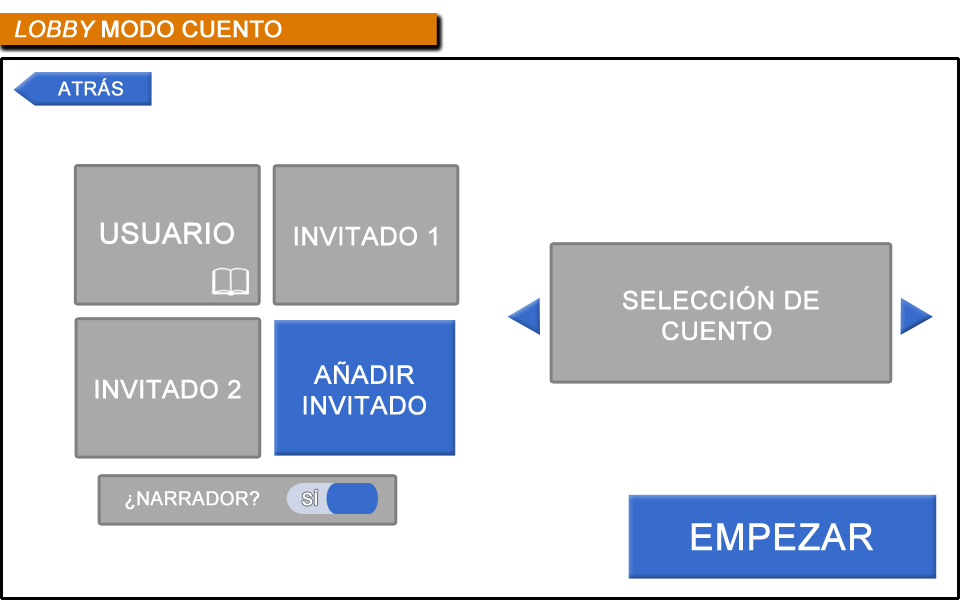 LOBBY MODO CUENTO
ATRÁS
USUARIO
INVITADO 1
INVITADO 2
AÑADIR
INVITADO
¿NARRADOR?
SÍ
SELECCIÓN DE
CUENTO
EMPEZAR